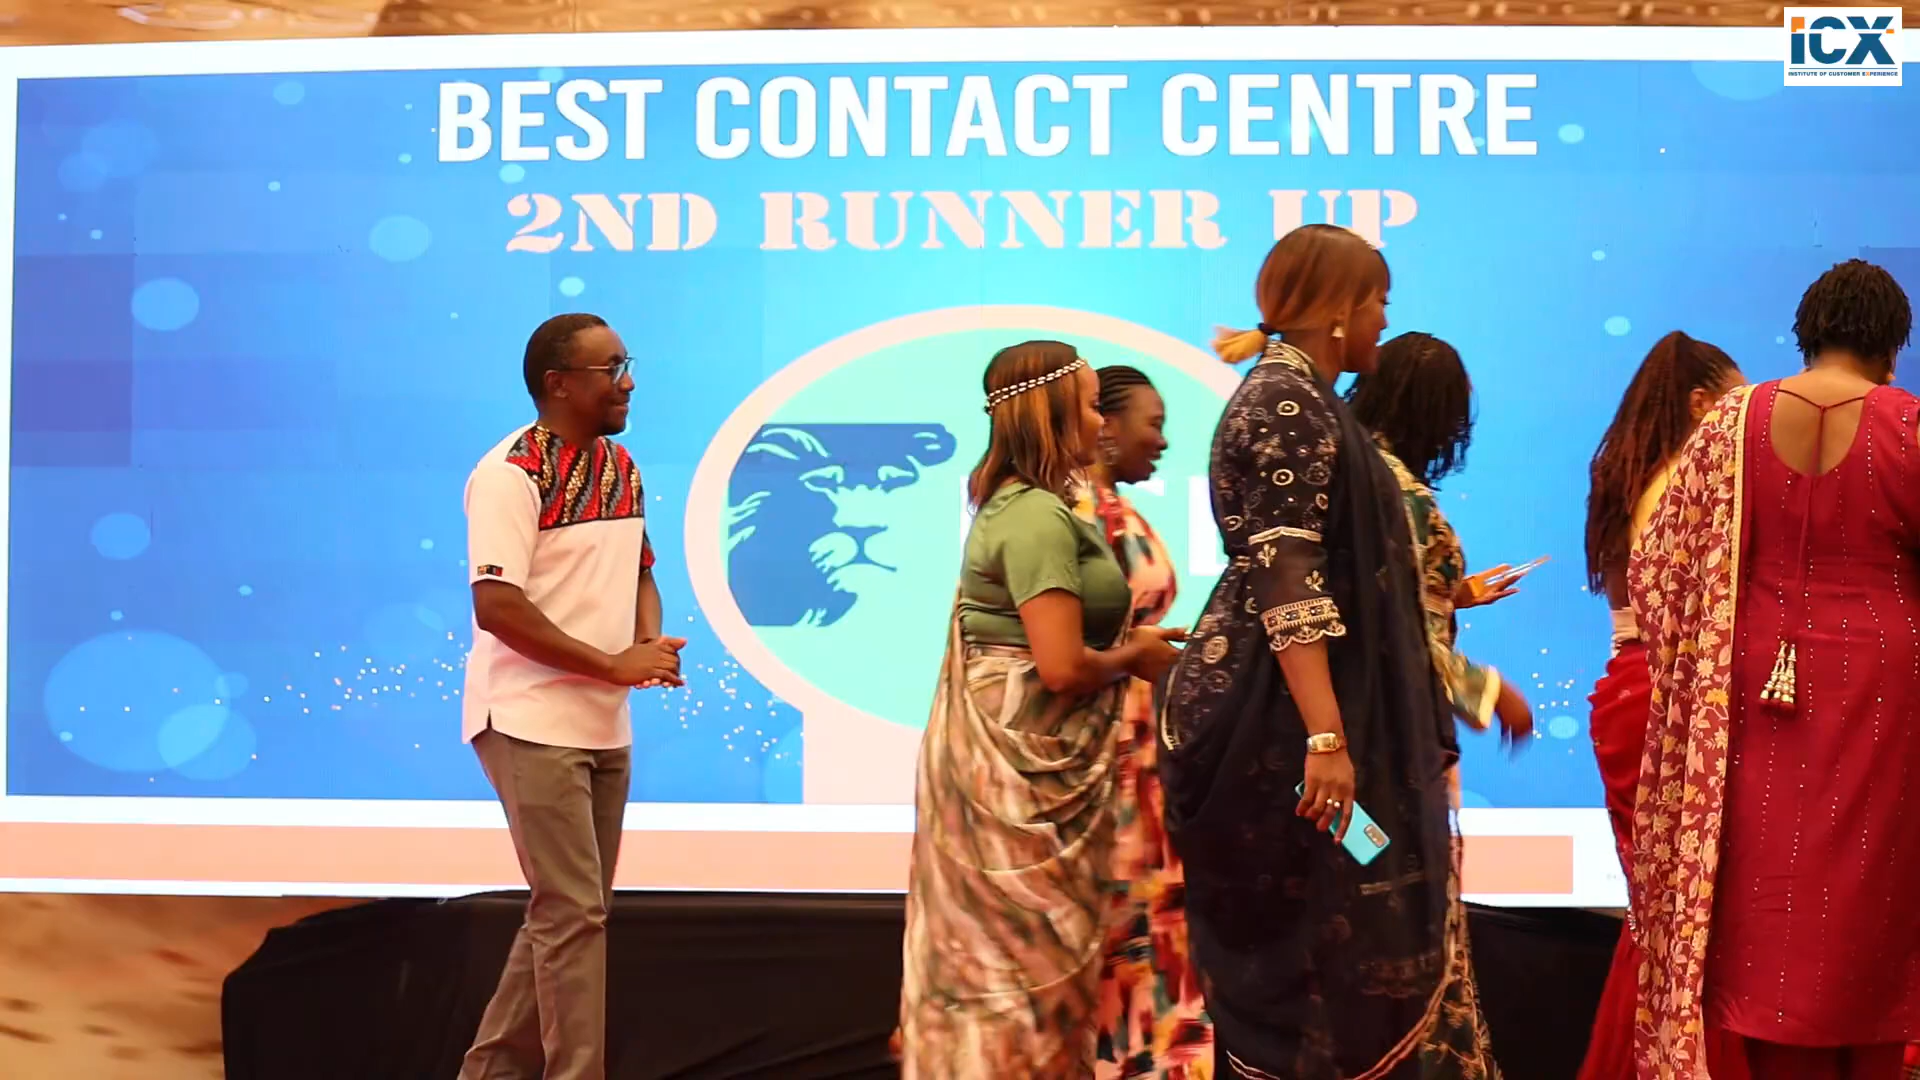 iCX
INSTITUTE OF CUSTOMER EXPERIENCE
BEST CONTACT CENTRE
2ND RUNNER UP